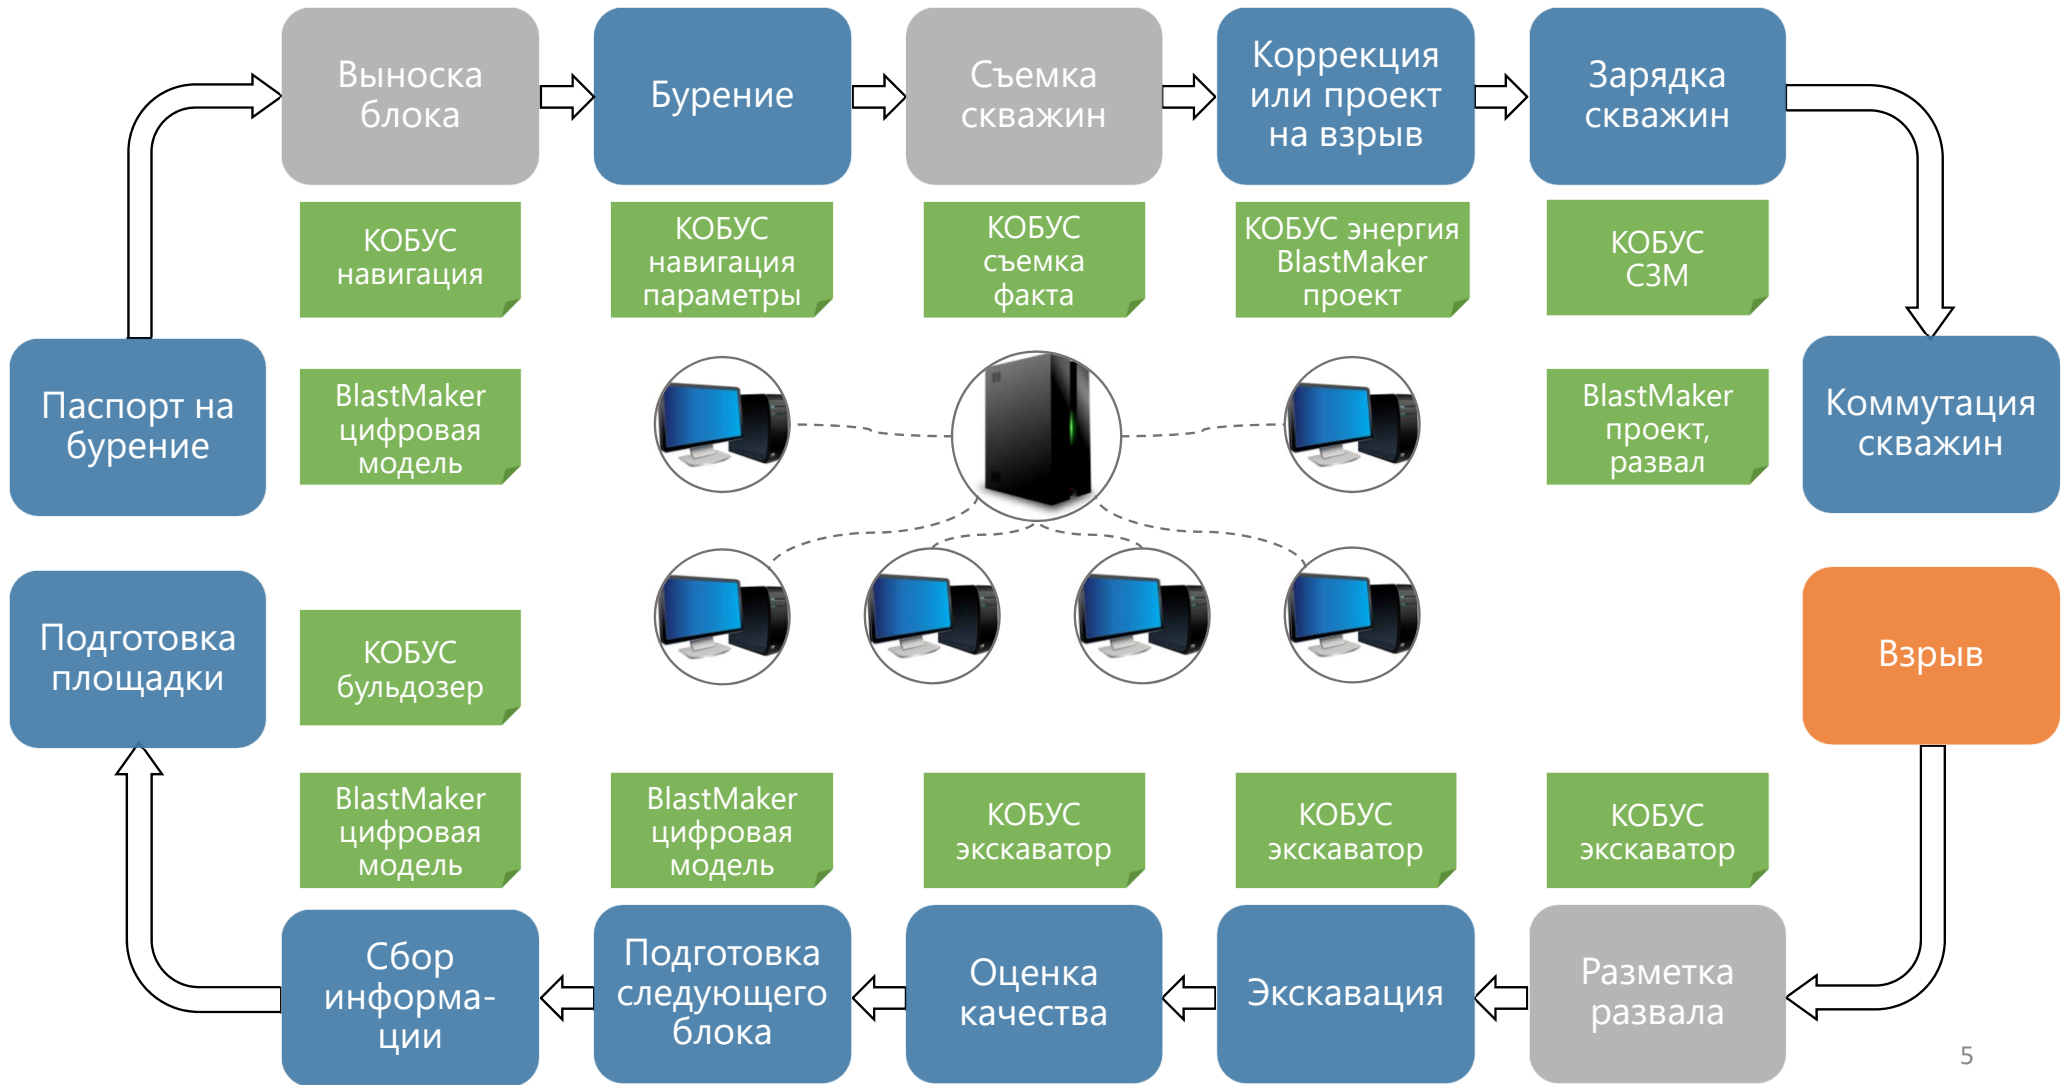 Выноска
блока
Бурение
Съемка
скважин
Коррекция
или проект
на взрыв
Зарядка
скважин
КОБУС
навигация
КОБУС
навигация
параметры
КОБУС
съемка
факта
КОБУС энергия
BlastMaker
проект
КОБУС
СЗМ
Паспорт на
бурение
BlastMaker
цифровая
модель
BlastMaker
проект,
развал
Коммутация
скважин
Подготовка
площадки
КОБУС
бульдозер
Взрыв
BlastMaker
цифровая
модель
BlastMaker
цифровая
модель
КОБУС
экскаватор
КОБУС
экскаватор
КОБУС
экскаватор
Сбор
информа-
ции
Подготовка
следующего
блока
Оценка
качества
Экскавация
Разметка
развала
5